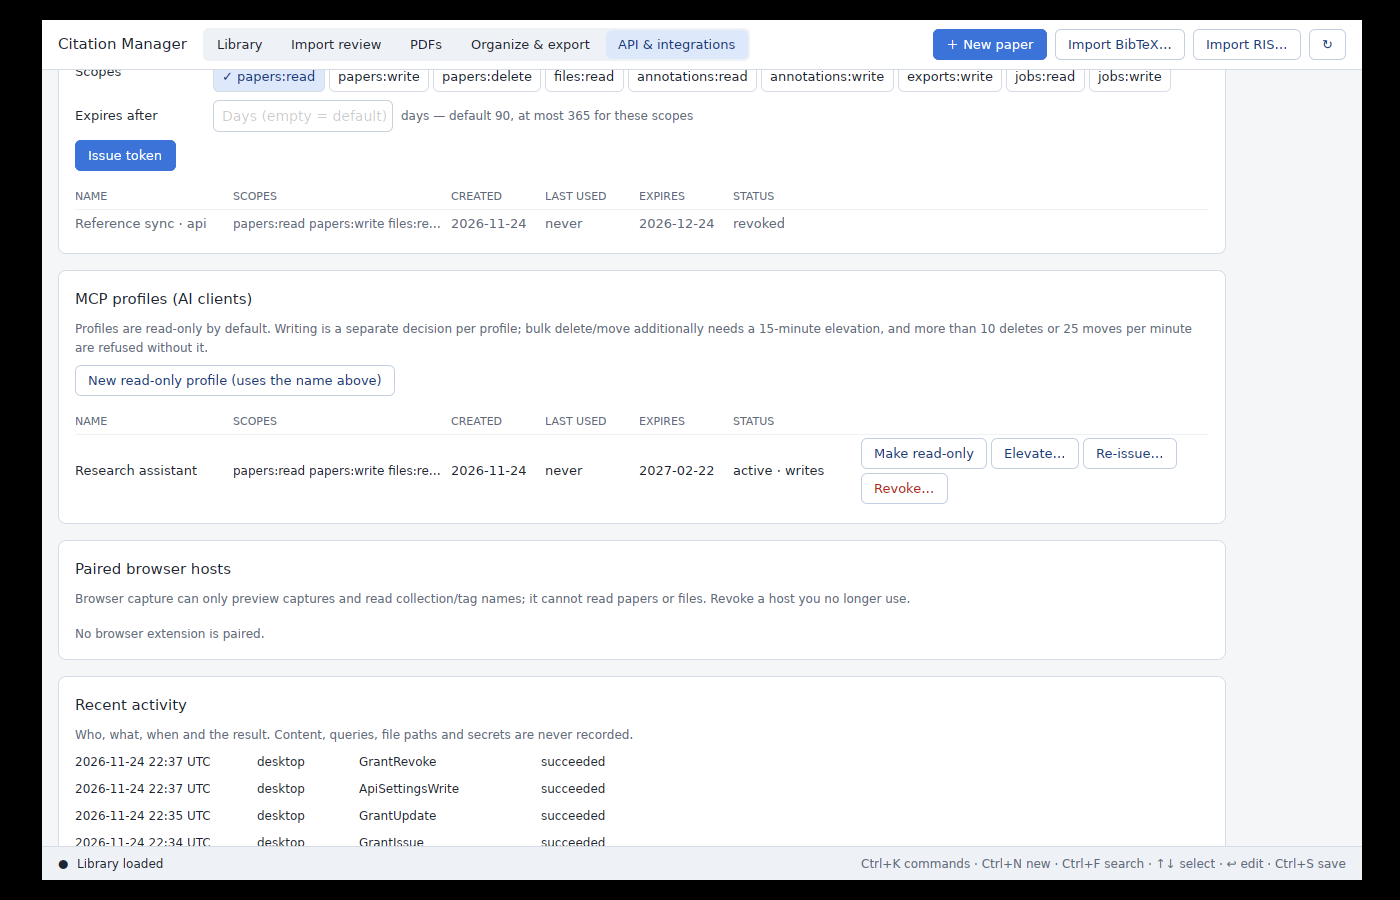 Citation Manager Library Import review PDFs Organize & export API & integrations + New paper Import BibTeX... Import RIS... ↻
Scopes ✓ papers:read papers:write papers:delete files:read annotations:read annotations:write exports:write jobs:read jobs:write
Expires after Days (empty = default) days — default 90, at most 365 for these scopes
Issue token
NAME SCOPES CREATED LAST USED EXPIRES STATUS
Reference sync · api papers:read papers:write files:re... 2026-11-24 never 2026-12-24 revoked
MCP profiles (AI clients)
Profiles are read-only by default. Writing is a separate decision per profile; bulk delete/move additionally needs a 15-minute elevation, and more than 10 deletes or 25 moves per minute
are refused without it.
New read-only profile (uses the name above)
NAME SCOPES CREATED LAST USED EXPIRES STATUS
Research assistant papers:read papers:write files:re... 2026-11-24 never 2027-02-22 active · writes Make read-only Elevate... Re-issue...
Revoke...
Paired browser hosts
Browser capture can only preview captures and read collection/tag names; it cannot read papers or files. Revoke a host you no longer use.
No browser extension is paired.
Recent activity
Who, what, when and the result. Content, queries, file paths and secrets are never recorded.
2026-11-24 22:37 UTC desktop GrantRevoke succeeded
2026-11-24 22:37 UTC desktop ApiSettingsWrite succeeded
2026-11-24 22:35 UTC desktop GrantUpdate succeeded
2026-11-24 22:34 UTC desktop GrantIssue succeeded
● Library loaded Ctrl+K commands · Ctrl+N new · Ctrl+F search · ↑↓ select · ↩ edit · Ctrl+S save